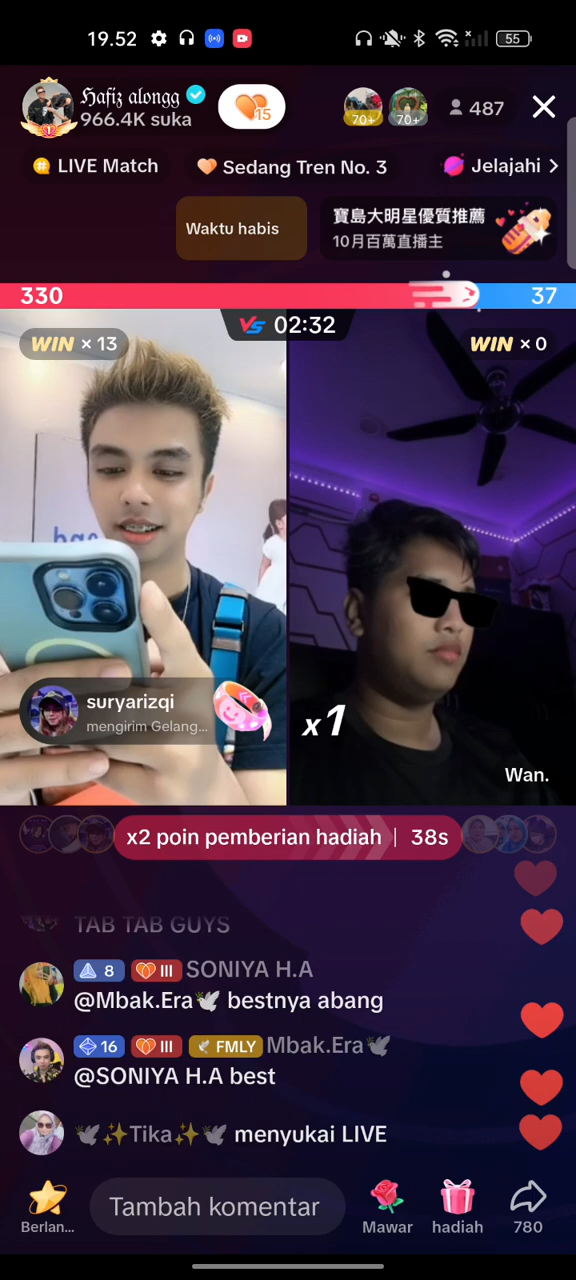 19.52
55
Hafiz alongg
966.4K suka
15
70+
70+
487
LIVE Match
Sedang Tren No. 3
Jelajahi
Waktu habis
寶島大明星優質推薦
10月百萬直播主
330
37
VS 02:32
WIN × 13
WIN × 0
suryarizqi
mengirim Gelang...
x1
Wan.
x2 poin pemberian hadiah | 38s
TAB TAB GUYS
8 III SONIYA H.A
@Mbak.Era🕊 bestnya abang
16 III FMLY Mbak.Era🕊
@SONIYA H.A best
🕊✨Tika✨🕊 menyukai LIVE
Berlan...
Tambah komentar
Mawar
hadiah
780